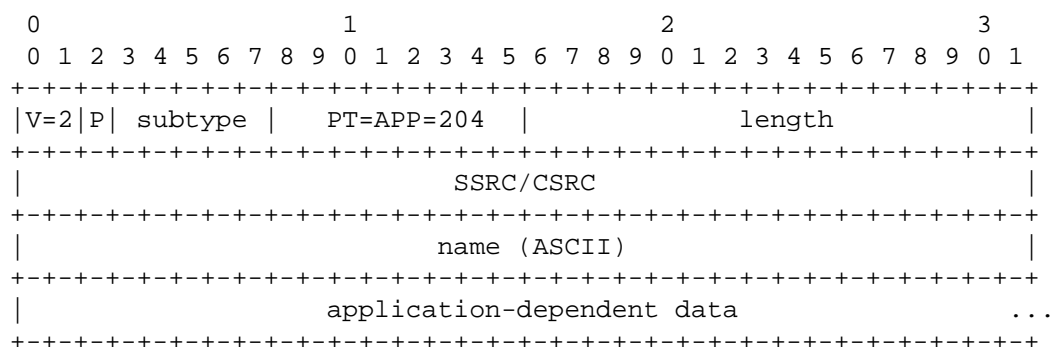 0                   1                   2                   3
 0 1 2 3 4 5 6 7 8 9 0 1 2 3 4 5 6 7 8 9 0 1 2 3 4 5 6 7 8 9 0 1
+-+-+-+-+-+-+-+-+-+-+-+-+-+-+-+-+-+-+-+-+-+-+-+-+-+-+-+-+-+-+-+-+
|V=2|P| subtype |   PT=APP=204  |             length            |
+-+-+-+-+-+-+-+-+-+-+-+-+-+-+-+-+-+-+-+-+-+-+-+-+-+-+-+-+-+-+-+-+
|                           SSRC/CSRC                           |
+-+-+-+-+-+-+-+-+-+-+-+-+-+-+-+-+-+-+-+-+-+-+-+-+-+-+-+-+-+-+-+-+
|                          name (ASCII)                         |
+-+-+-+-+-+-+-+-+-+-+-+-+-+-+-+-+-+-+-+-+-+-+-+-+-+-+-+-+-+-+-+-+
|                   application-dependent data                ...
+-+-+-+-+-+-+-+-+-+-+-+-+-+-+-+-+-+-+-+-+-+-+-+-+-+-+-+-+-+-+-+-+